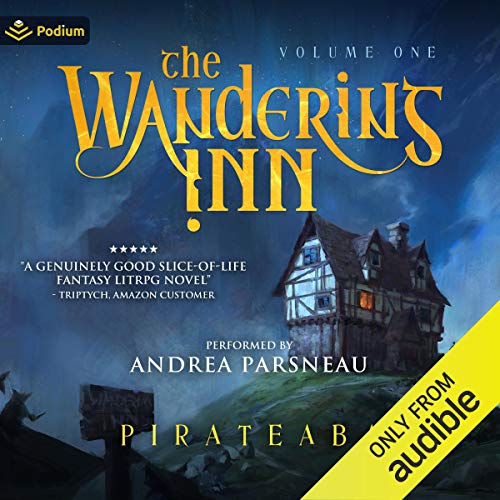 Podium
VOLUME ONE
the
WANDERING
INN
★★★★★
"A GENUINELY GOOD SLICE-OF-LIFE
FANTASY LITRPG NOVEL"
- TRIPTYCH, AMAZON CUSTOMER
PERFORMED BY
ANDREA PARSNEAU
PIRATEABA
ONLY FROM
audible